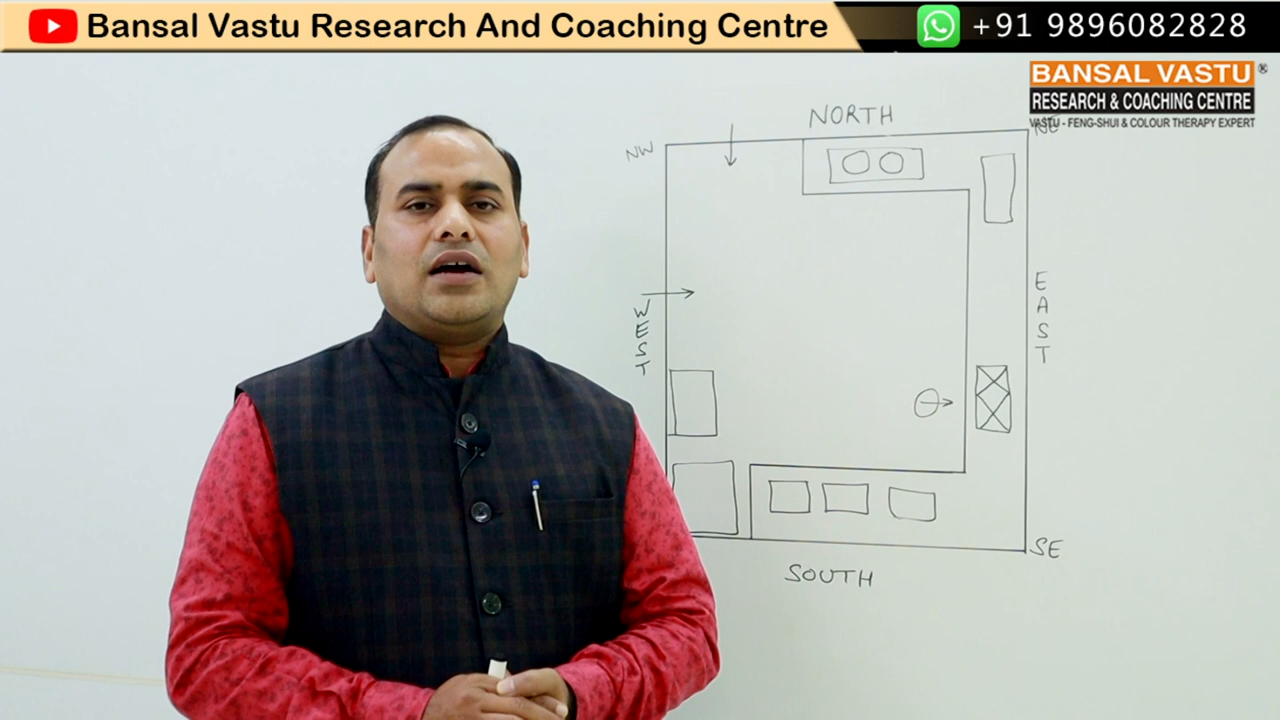 Bansal Vastu Research And Coaching Centre
+91 9896082828
BANSAL VASTU®
RESEARCH & COACHING CENTRE
VASTU - FENG-SHUI & COLOUR THERAPY EXPERT
NORTH
NW
NE
EAST
WEST
SE
SOUTH